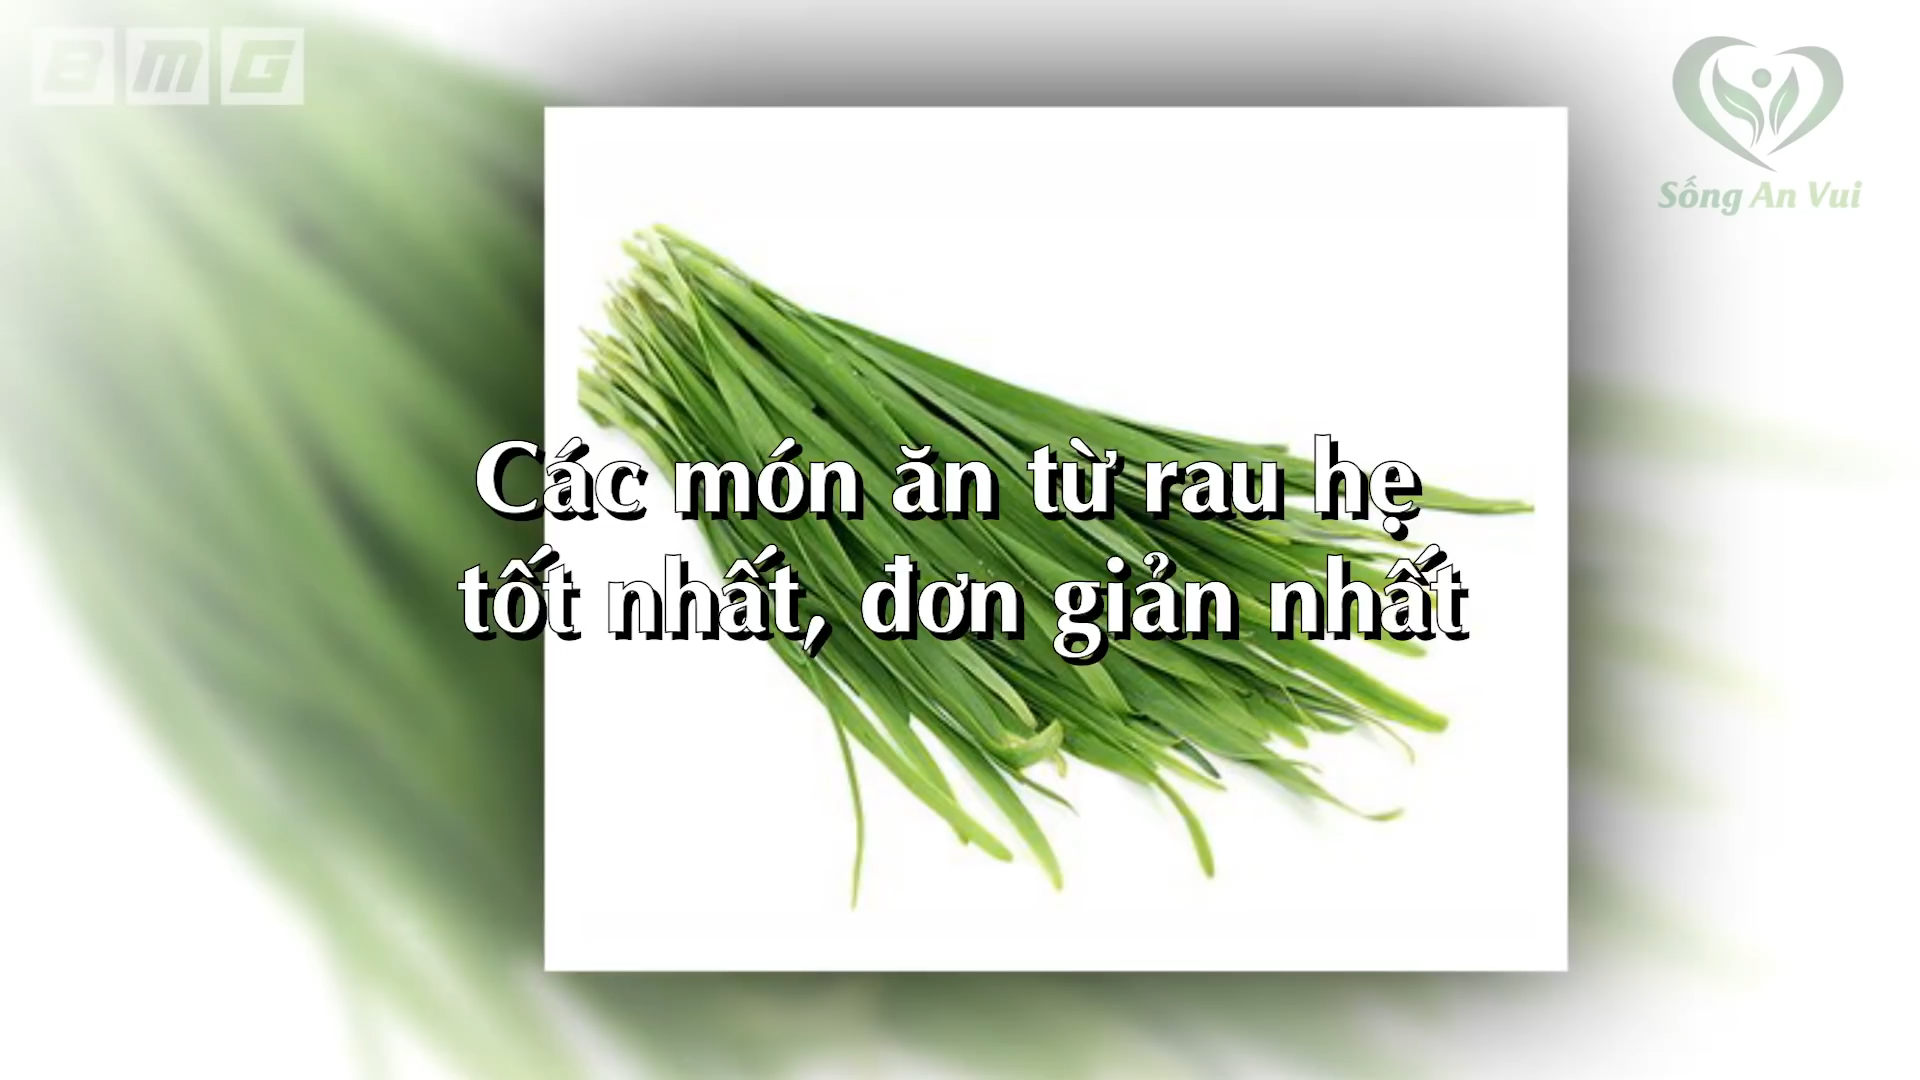 BMG
Sống An Vui
Các món ăn từ rau hẹ
tốt nhất, đơn giản nhất